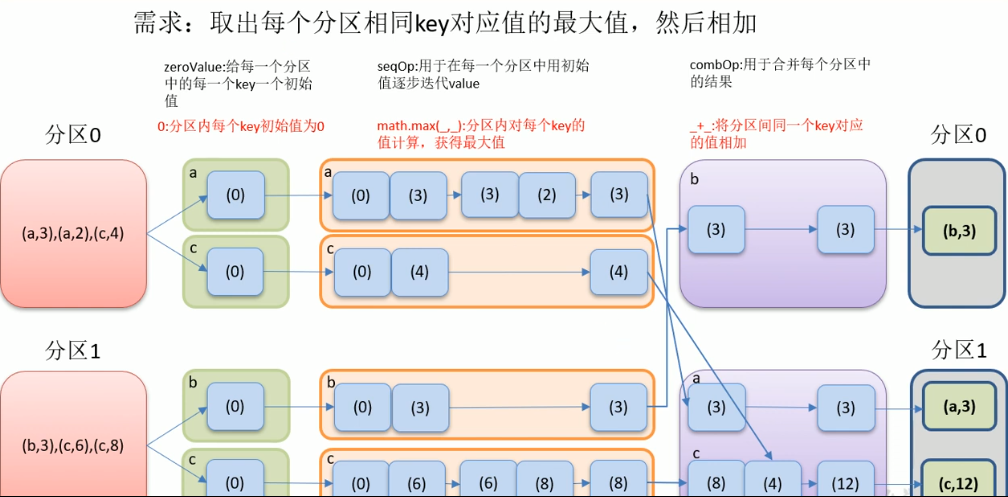 需求：取出每个分区相同key对应值的最大值，然后相加
zeroValue:给每一个分区
中的每一个key一个初始
值
0:分区内每个key初始值为0
seqOp:用于在每一个分区中用初始
值逐步迭代value
math.max(_,_):分区内对每个key的
值计算，获得最大值
combOp:用于合并每个分区中
的结果
_+_:将分区间同一个key对应
的值相加
分区0
分区0
(a,3),(a,2),(c,4)
a
(0)
a
(0) (3) (3) (2) (3)
c
(0)
c
(0) (4) (4)
b
(3) (3)
(b,3)
分区1
分区1
(b,3),(c,6),(c,8)
b
(0)
b
(0) (3) (3)
a
(3) (3)
(a,3)
c
(0)
c
(0) (6) (6) (8) (8)
c
(8) (4) (12)
(c,12)